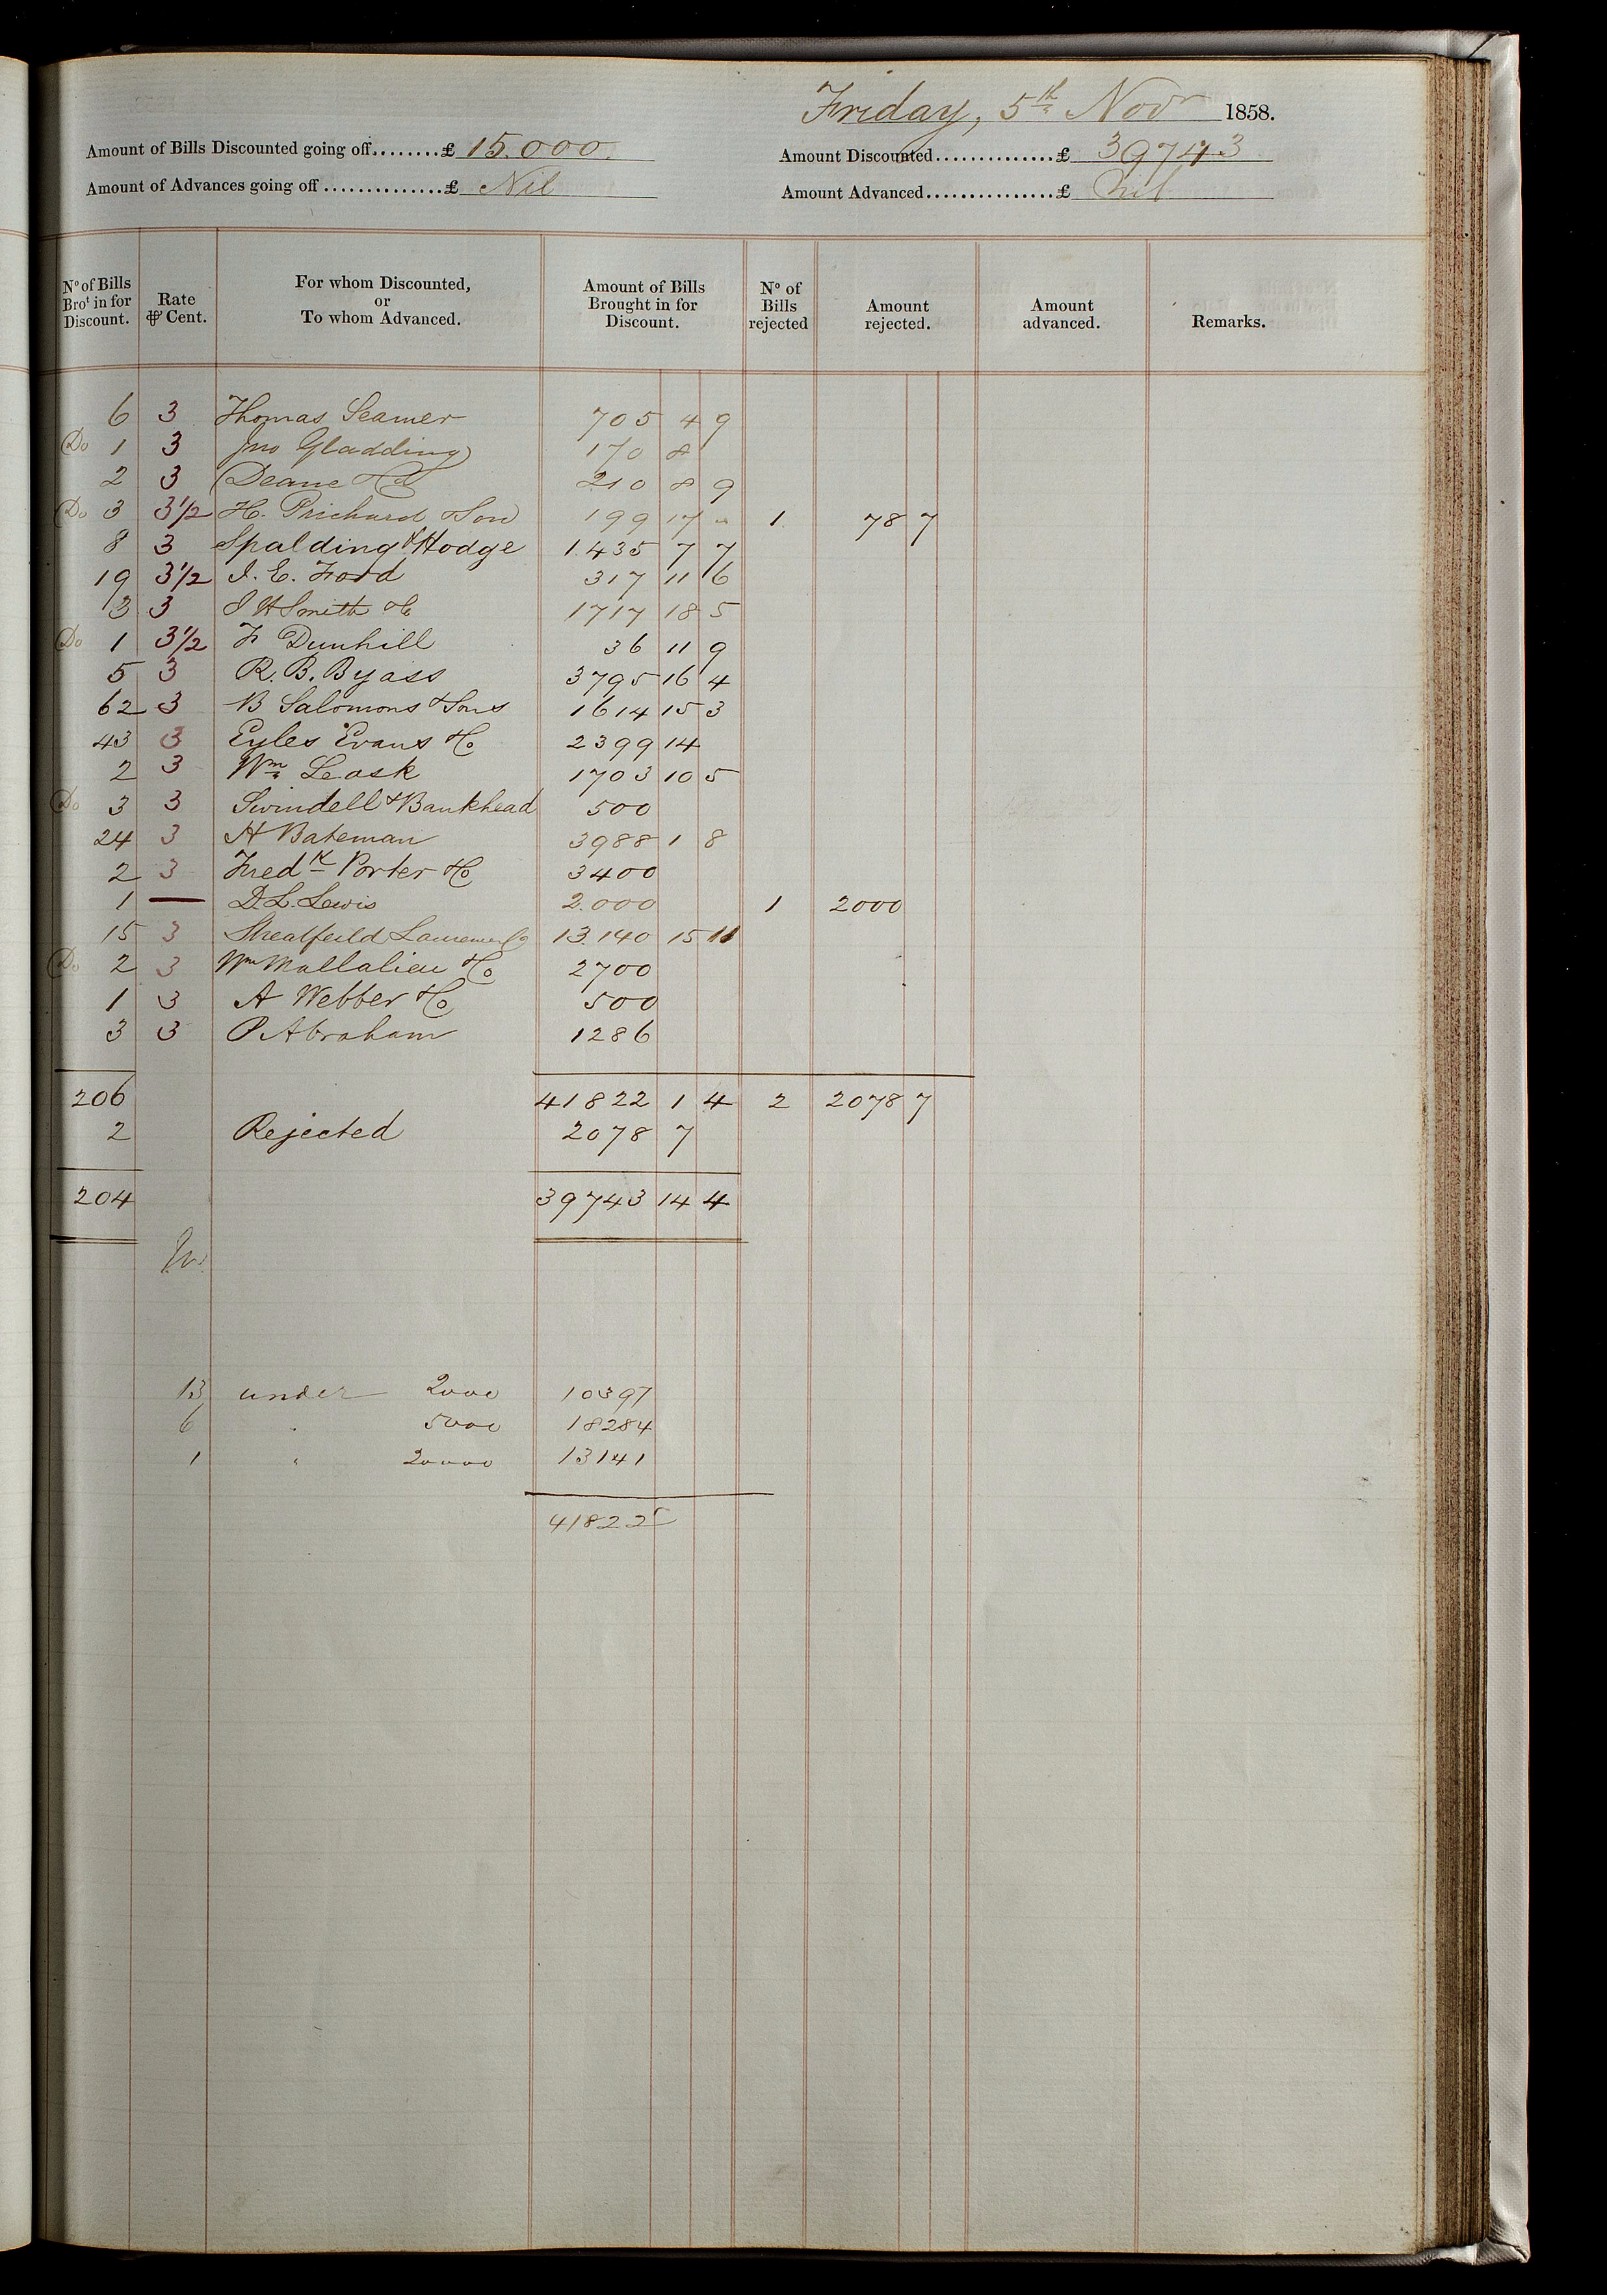 Friday, 5th Novr 1858.
Amount of Bills Discounted going off........£ 15.000. Amount Discounted..............£ 39743
Amount of Advances going off...............£ Nil Amount Advanced................£ nil
No of Bills Brot in for Discount. Rate ⅌ Cent. For whom Discounted, or To whom Advanced. Amount of Bills Brought in for Discount. No of Bills rejected Amount rejected. Amount advanced. Remarks.
6 3 Thomas Seamer 705 4 9
Do 1 3 Jno Gladding 170 8
2 3 Deane & Co 210 8 9
Do 3 3½ H. Prichard & Son 199 17 " 1 78 7
8 3 Spalding & Hodge 1435 7 7
19 3½ J. E. Ford 317 11 6
3 3 J H Smith & Co 1717 18 5
Do 1 3½ F Dunhill 36 11 9
5 3 R. B. Byass 3795 16 4
62 3 B Salomons & Sons 1614 15 3
43 3 Eyles Evans & Co 2399 14
2 3 Wm Leask 1703 10 5
Do 3 3 Swindell & Bankhead 500
24 3 H Bateman 3988 1 8
2 3 Fredk Porter & Co 3400
1 — D. L. Lewis 2.000 1 2000
15 3 Streatfeild Laurence & Co 13.140 15 11
Do 2 3 Wm Mallalieu & Co 2700
1 3 A Webber & Co 500
3 3 P Abraham 1286
206 41822 1 4 2 2078 7
2 Rejected 2078 7
204 39743 14 4
13 under 2000 10397
6 " 5000 18284
1 " 20000 13141
41822